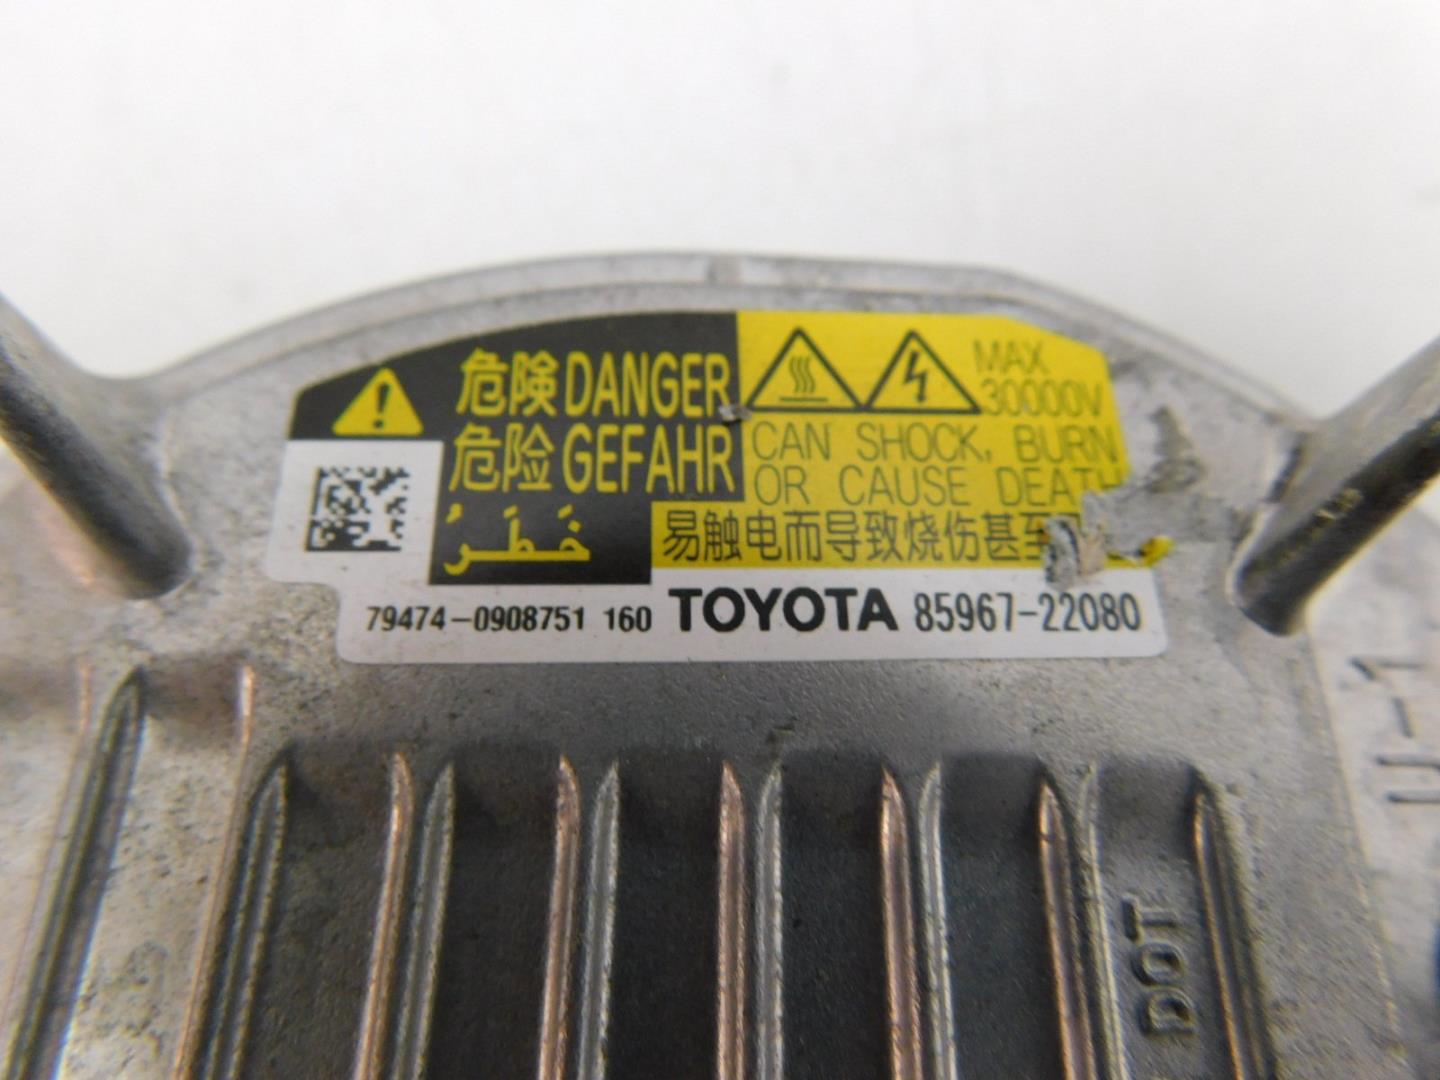 危険 DANGER
危险 GEFAHR
خَطَرُ
MAX
30000V
CAN SHOCK, BURN
OR CAUSE DEATH
易触电而导致烧伤甚至
79474-0908751 160 TOYOTA 85967-22080
DOT